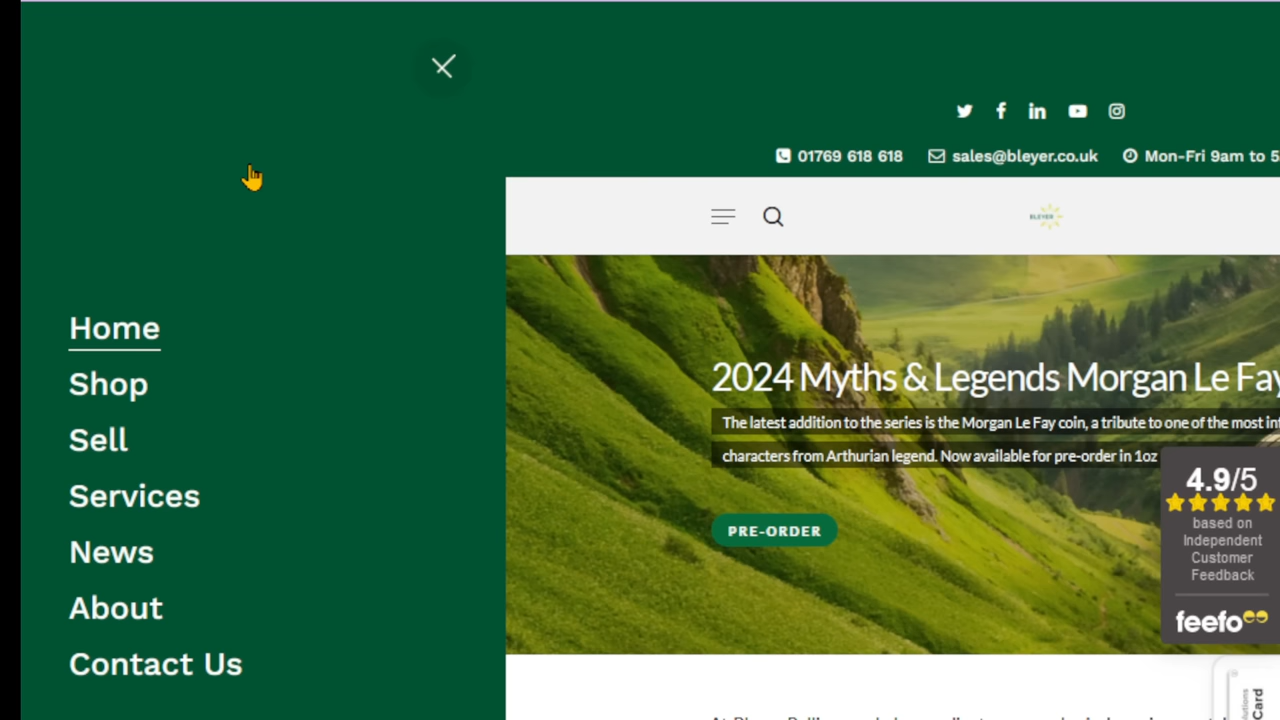 01769 618 618 sales@bleyer.co.uk Mon-Fri 9am to 5
BLEYER
Home
Shop
Sell
Services
News
About
Contact Us
2024 Myths & Legends Morgan Le Fay
The latest addition to the series is the Morgan Le Fay coin, a tribute to one of the most in
characters from Arthurian legend. Now available for pre-order in 1oz
PRE-ORDER
4.9/5
based on
Independent
Customer
Feedback
feefo
Card